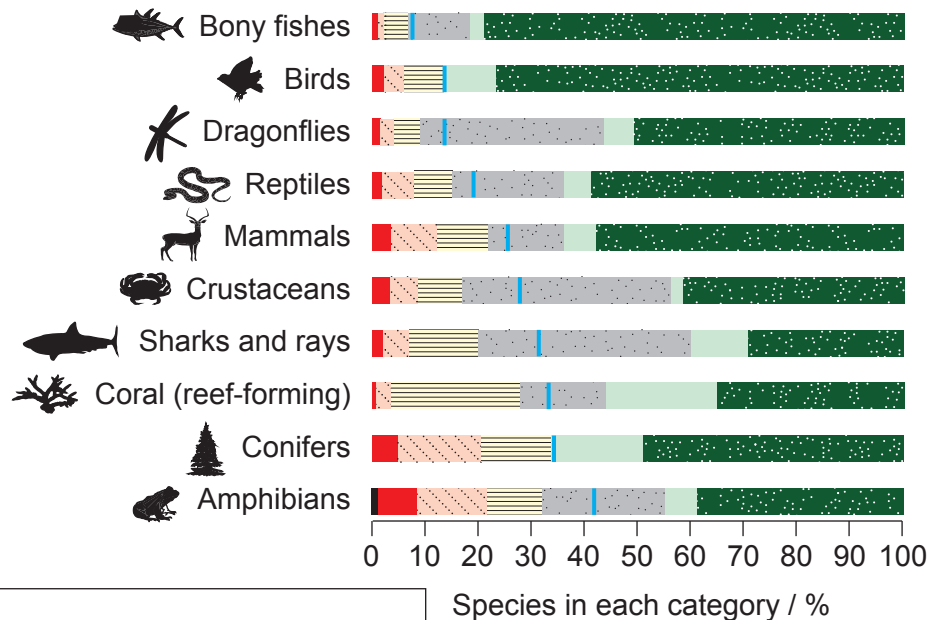 Bony fishes
Birds
Dragonflies
Reptiles
Mammals
Crustaceans
Sharks and rays
Coral (reef-forming)
Conifers
Amphibians
0 10 20 30 40 50 60 70 80 90 100
Species in each category / %